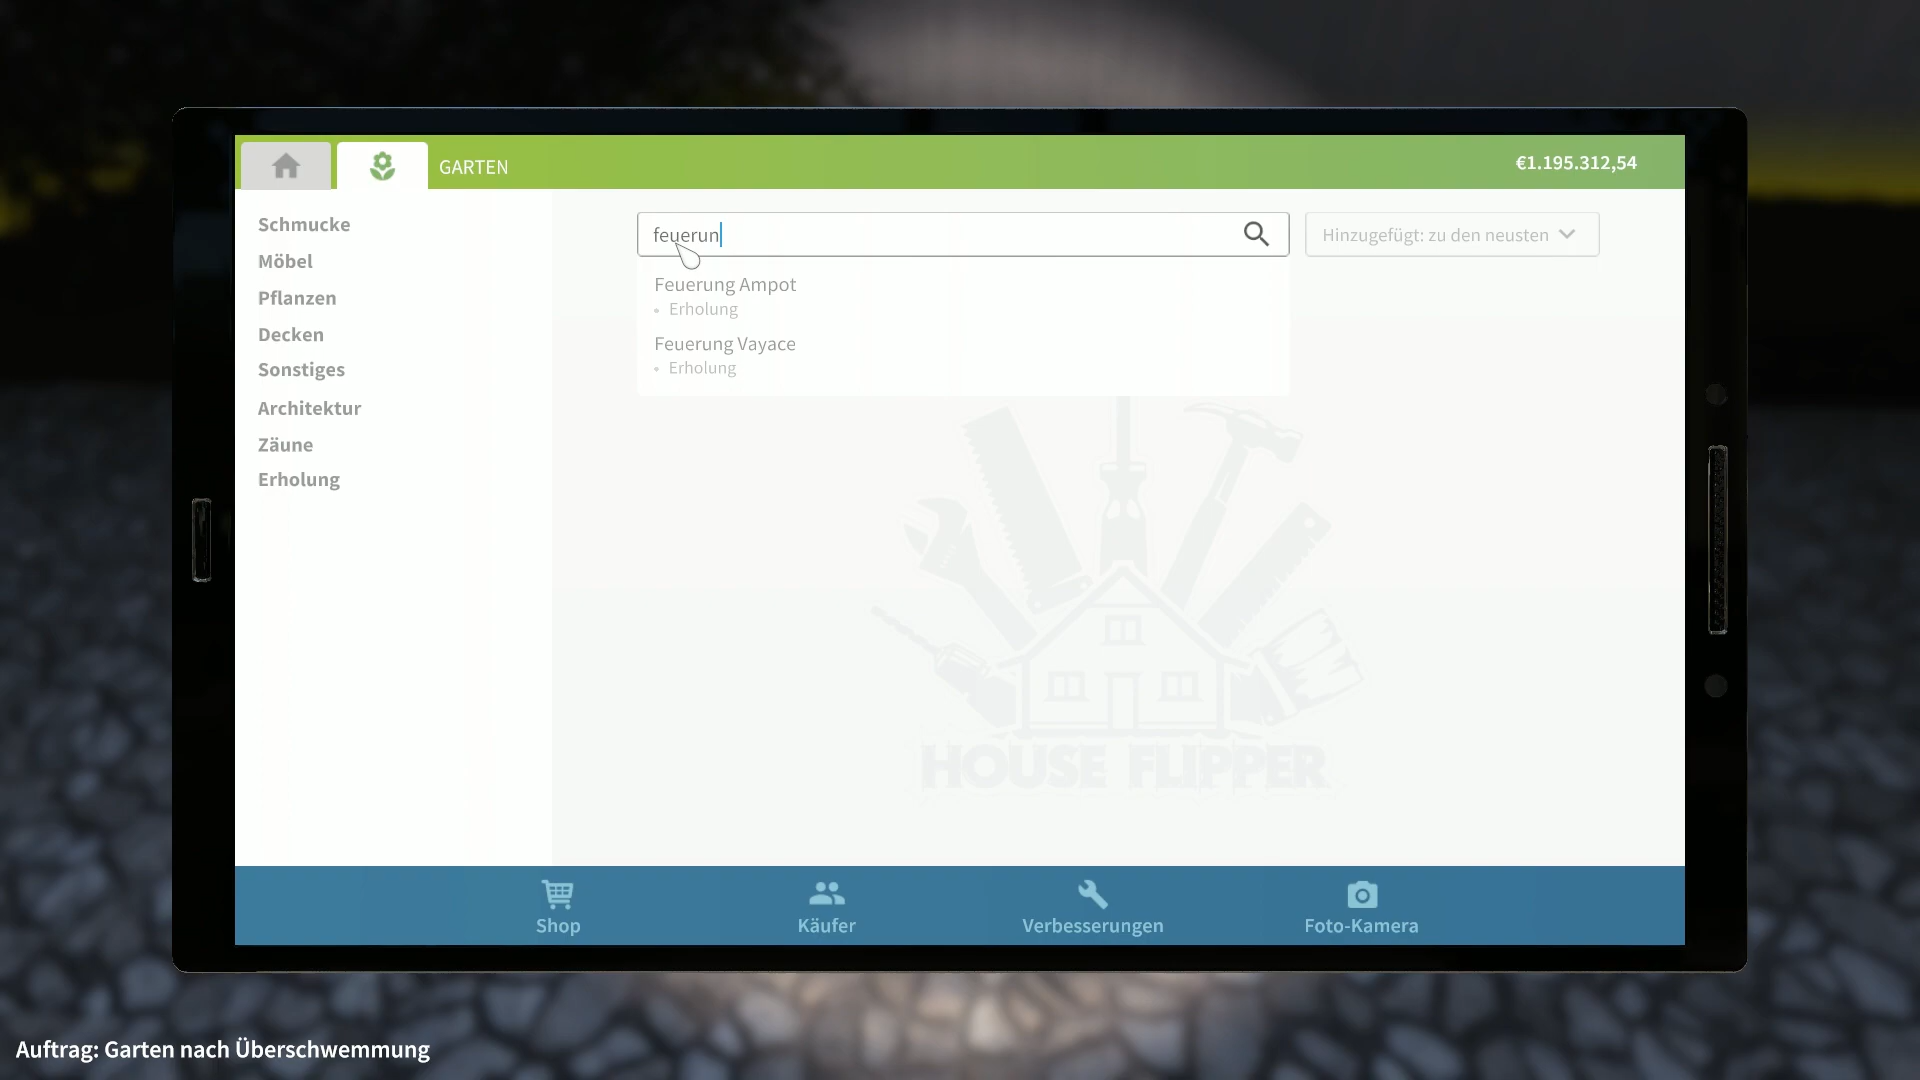 GARTEN
€1.195.312,54
Schmucke
Möbel
Pflanzen
Decken
Sonstiges
Architektur
Zäune
Erholung
feuerun
Hinzugefügt: zu den neusten
Feuerung Ampot
• Erholung
Feuerung Vayace
• Erholung
HOUSE FLIPPER
Shop
Käufer
Verbesserungen
Foto-Kamera
Auftrag: Garten nach Überschwemmung